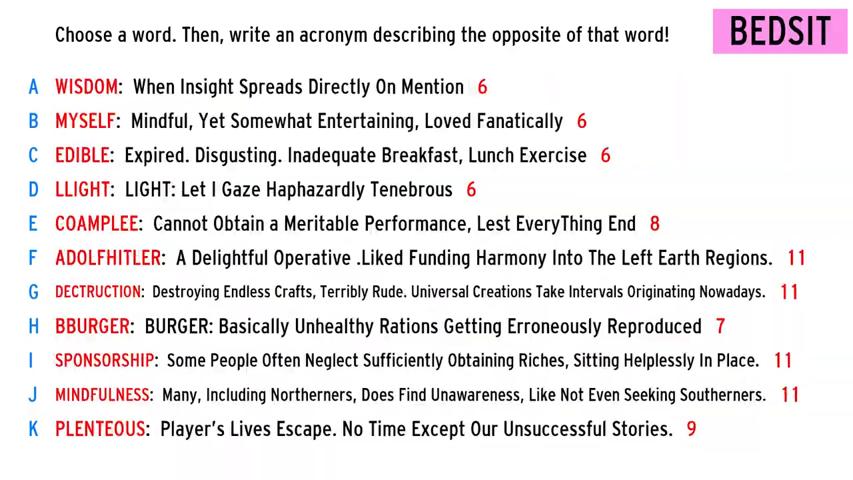 Choose a word. Then, write an acronym describing the opposite of that word!
BEDSIT
A WISDOM: When Insight Spreads Directly On Mention 6
B MYSELF: Mindful, Yet Somewhat Entertaining, Loved Fanatically 6
C EDIBLE: Expired. Disgusting. Inadequate Breakfast, Lunch Exercise 6
D LLIGHT: LIGHT: Let I Gaze Haphazardly Tenebrous 6
E COAMPLEE: Cannot Obtain a Meritable Performance, Lest EveryThing End 8
F ADOLFHITLER: A Delightful Operative .Liked Funding Harmony Into The Left Earth Regions. 11
G DECTRUCTION: Destroying Endless Crafts, Terribly Rude. Universal Creations Take Intervals Originating Nowadays. 11
H BBURGER: BURGER: Basically Unhealthy Rations Getting Erroneously Reproduced 7
I SPONSORSHIP: Some People Often Neglect Sufficiently Obtaining Riches, Sitting Helplessly In Place. 11
J MINDFULNESS: Many, Including Northerners, Does Find Unawareness, Like Not Even Seeking Southerners. 11
K PLENTEOUS: Player's Lives Escape. No Time Except Our Unsuccessful Stories. 9